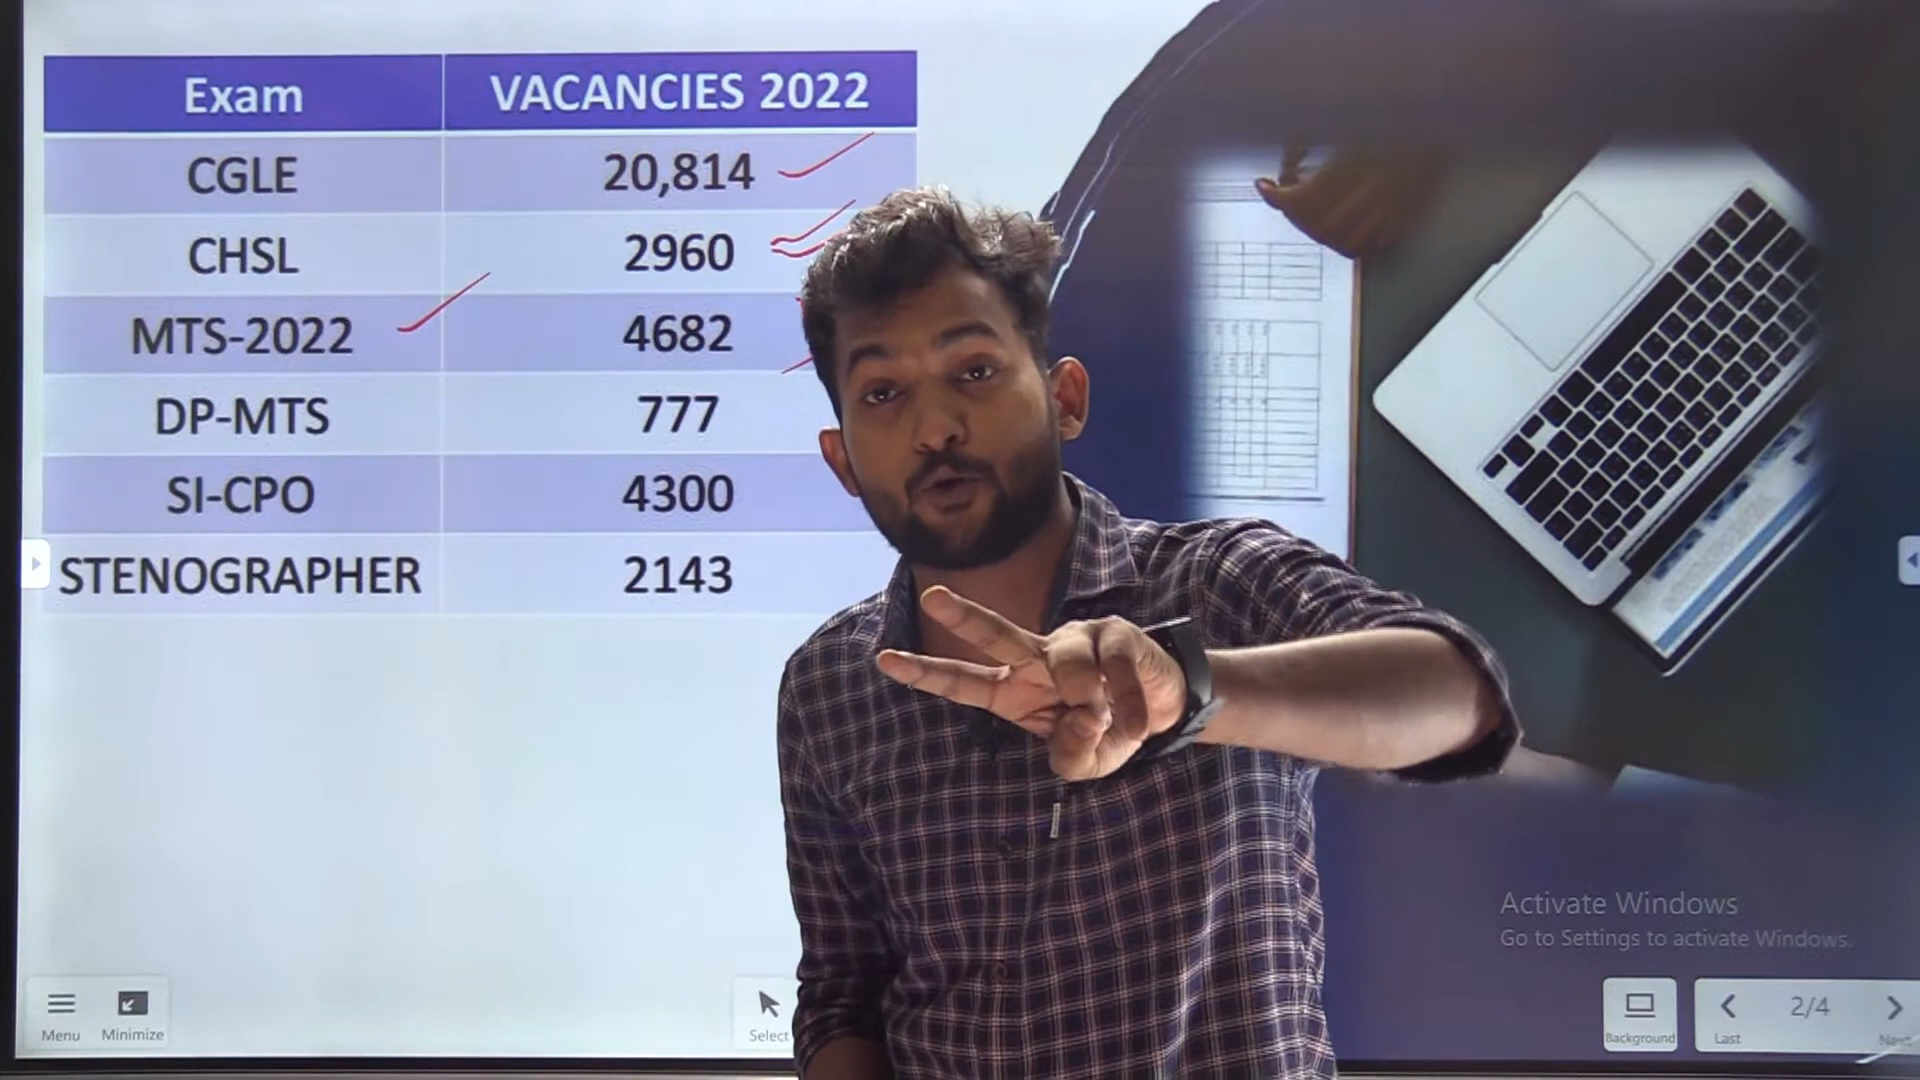 Exam VACANCIES 2022
CGLE 20,814
CHSL 2960
MTS-2022 4682
DP-MTS 777
SI-CPO 4300
STENOGRAPHER 2143
Activate Windows
Go to Settings to activate Windows.
Menu Minimize Select Background Last 2/4 Next